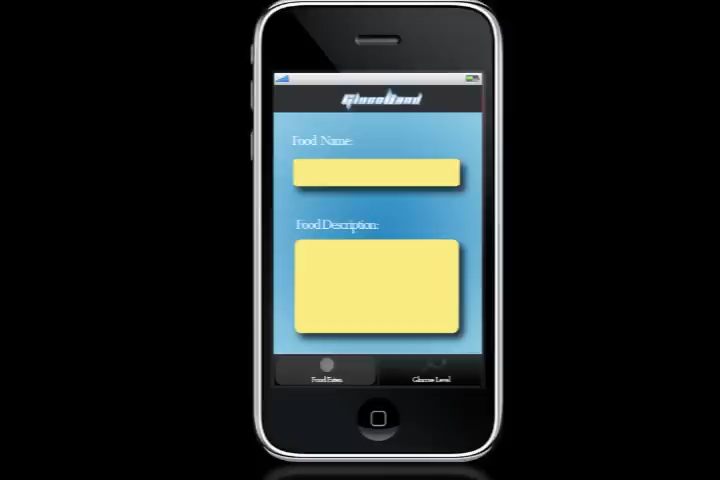 GlucoBand
Food Name:
Food Description:
Food Eaten
Glucose Level